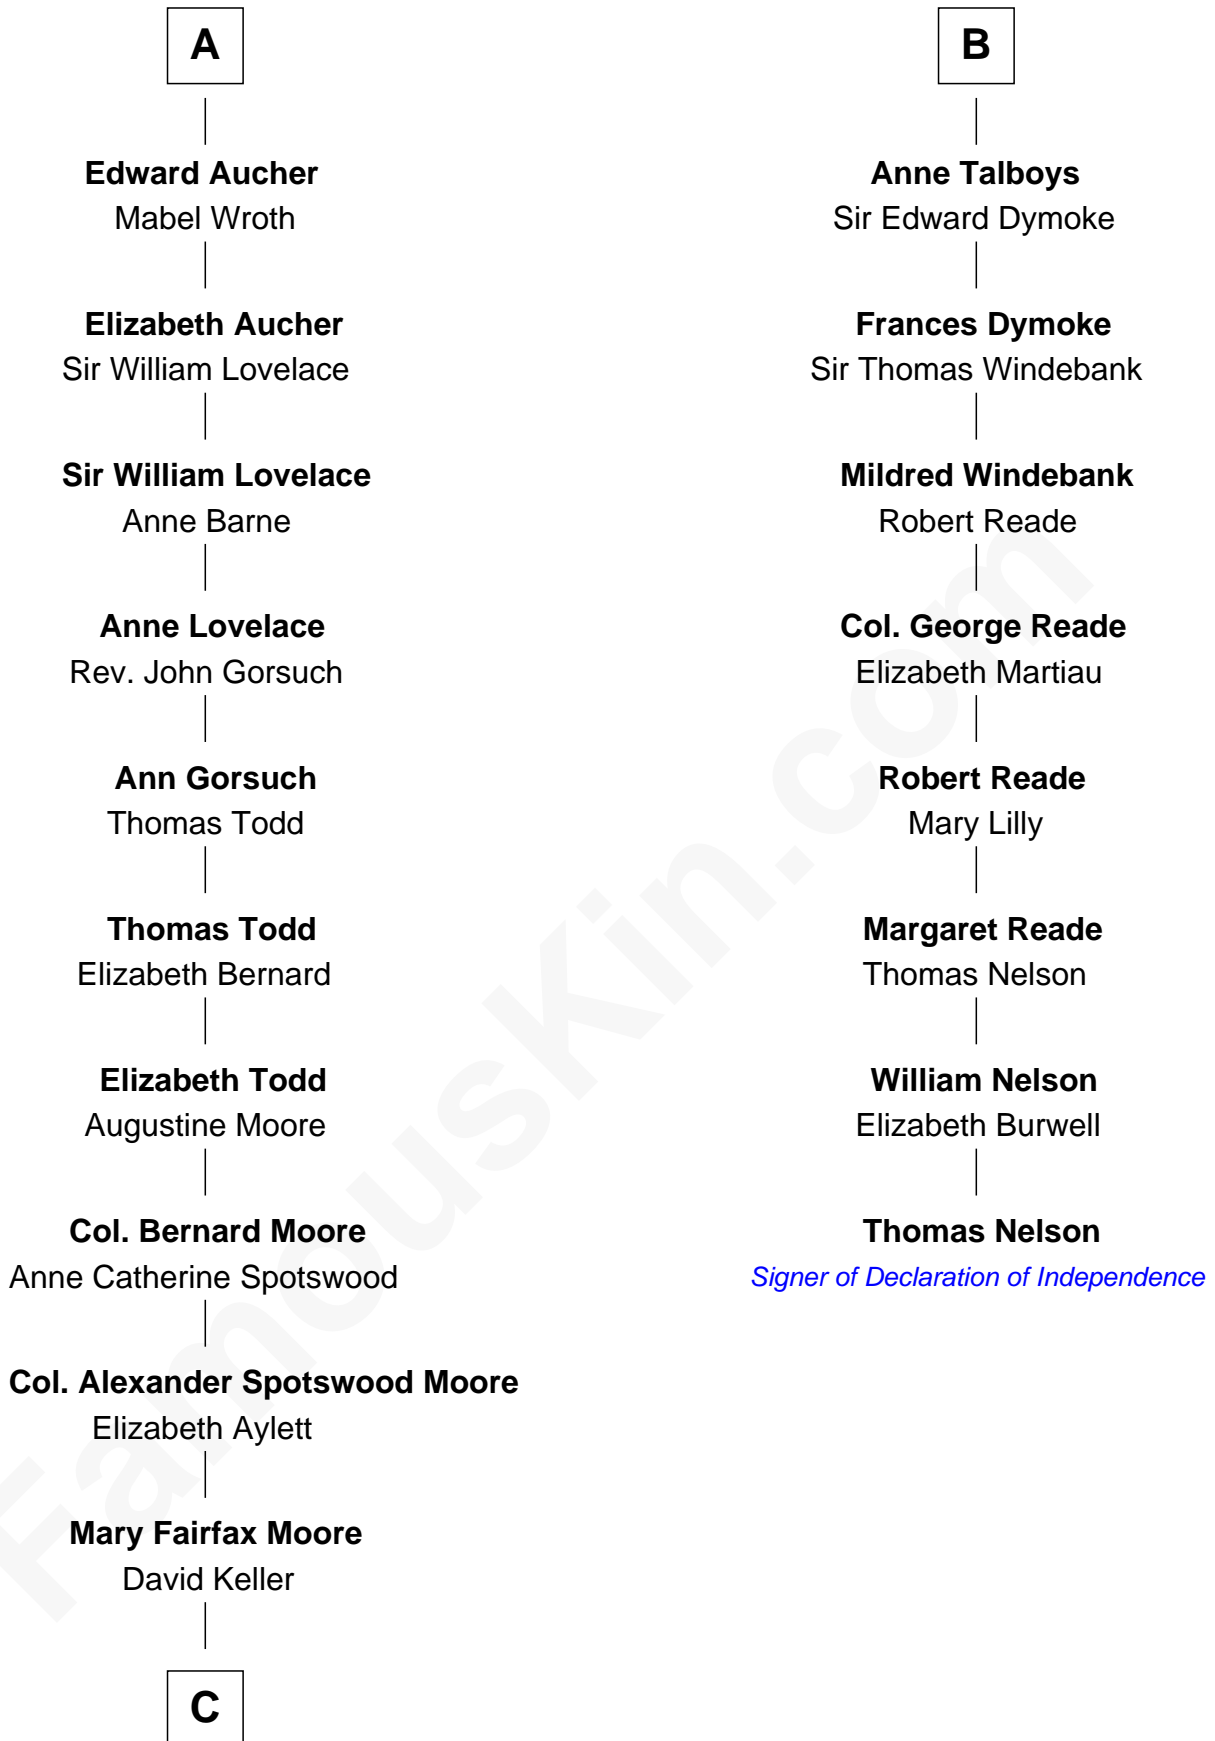 A
Edward Aucher
Mabel Wroth
Elizabeth Aucher
Sir William Lovelace
Sir William Lovelace
Anne Barne
Anne Lovelace
Rev. John Gorsuch
Ann Gorsuch
Thomas Todd
Thomas Todd
Elizabeth Bernard
Elizabeth Todd
Augustine Moore
Col. Bernard Moore
Anne Catherine Spotswood
Col. Alexander Spotswood Moore
Elizabeth Aylett
Mary Fairfax Moore
David Keller
C
B
Anne Talboys
Sir Edward Dymoke
Frances Dymoke
Sir Thomas Windebank
Mildred Windebank
Robert Reade
Col. George Reade
Elizabeth Martiau
Robert Reade
Mary Lilly
Margaret Reade
Thomas Nelson
William Nelson
Elizabeth Burwell
Thomas Nelson
Signer of Declaration of Independence
FamousKin.com